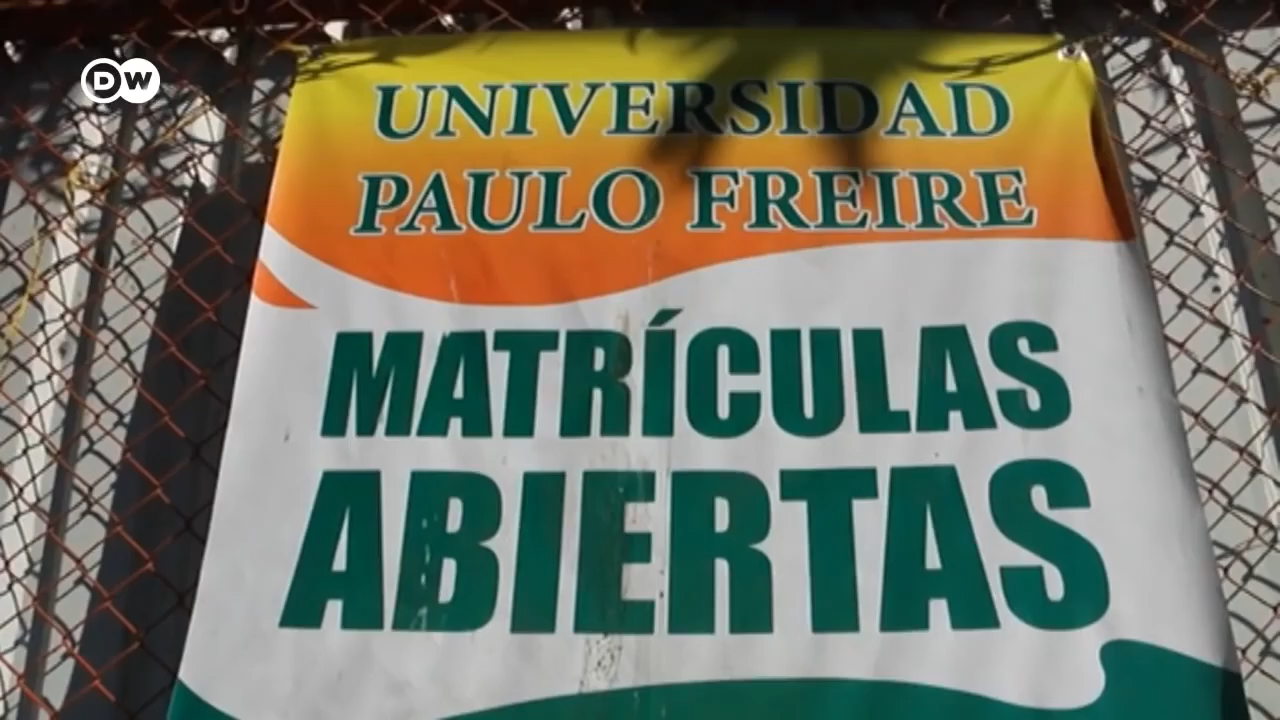 DW
UNIVERSIDAD
PAULO FREIRE
MATRÍCULAS
ABIERTAS